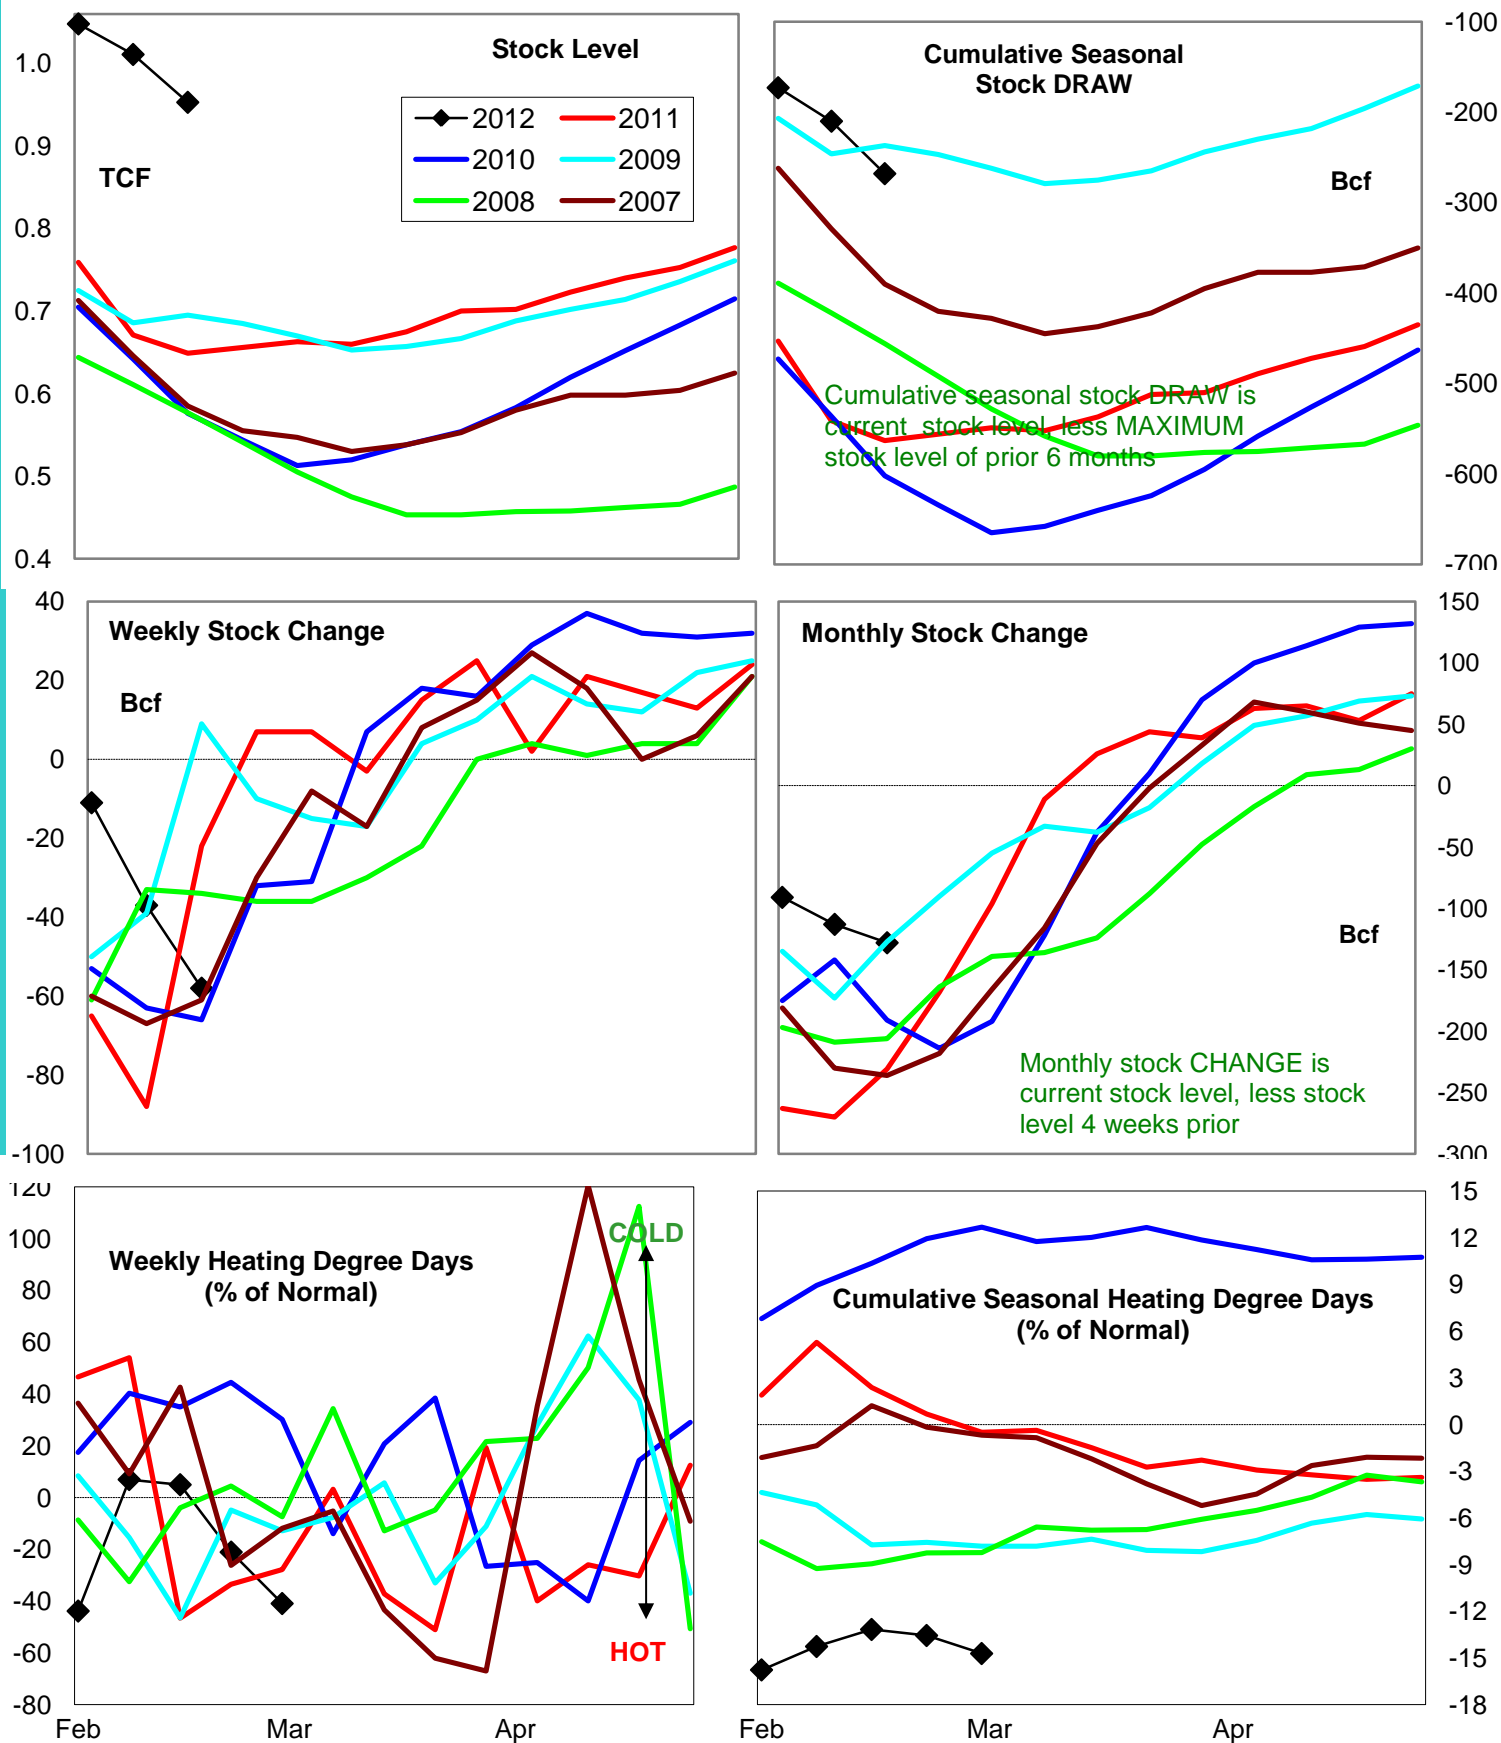 Stock Level
1.0
0.9
0.8
0.7
0.6
0.5
0.4
TCF
2012 2011
2010 2009
2008 2007
Cumulative Seasonal
Stock DRAW
Bcf
Cumulative seasonal stock DRAW is
current stock level, less MAXIMUM
stock level of prior 6 months
-100
-200
-300
-400
-500
-600
-700
40
20
0
-20
-40
-60
-80
-100
Weekly Stock Change
Bcf
Monthly Stock Change
Bcf
Monthly stock CHANGE is
current stock level, less stock
level 4 weeks prior
150
100
50
0
-50
-100
-150
-200
-250
-300
120
100
80
60
40
20
0
-20
-40
-60
-80
Weekly Heating Degree Days
(% of Normal)
COLD
HOT
Feb Mar Apr
Cumulative Seasonal Heating Degree Days
(% of Normal)
15
12
9
6
3
0
-3
-6
-9
-12
-15
-18
Feb Mar Apr